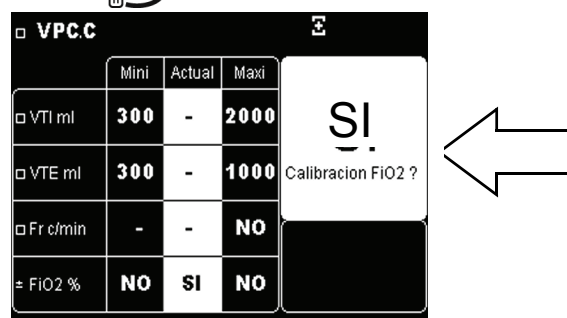 VPC.C
Mini Actual Maxi
VTI ml 300 - 2000
VTE ml 300 - 1000
Fr c/min - - NO
± FiO2 % NO SI NO
SI
Calibracion FiO2 ?